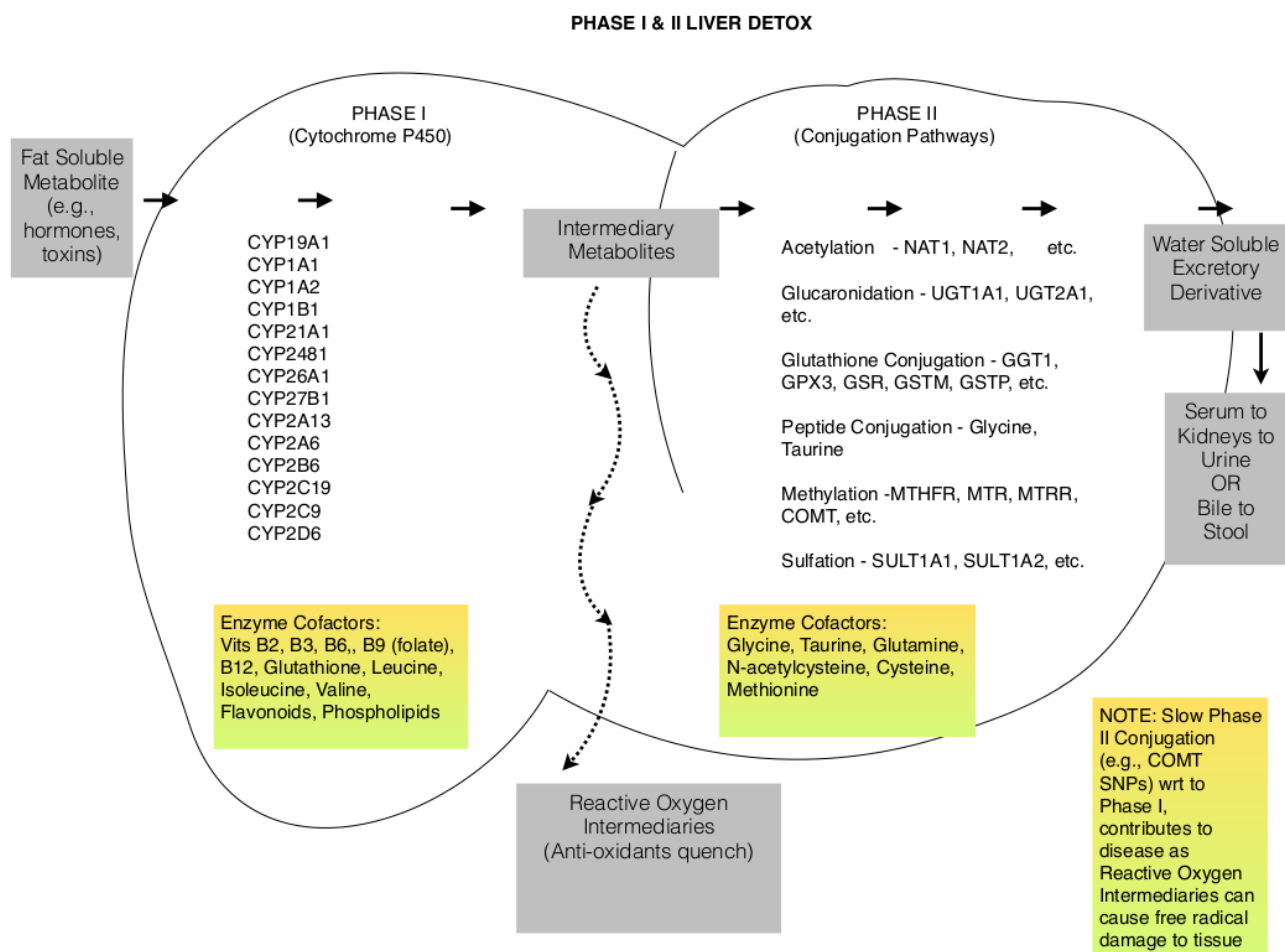 PHASE I & II LIVER DETOX
PHASE I
(Cytochrome P450)
PHASE II
(Conjugation Pathways)
Fat Soluble
Metabolite
(e.g.,
hormones,
toxins)
CYP19A1
CYP1A1
CYP1A2
CYP1B1
CYP21A1
CYP2481
CYP26A1
CYP27B1
CYP2A13
CYP2A6
CYP2B6
CYP2C19
CYP2C9
CYP2D6
Enzyme Cofactors:
Vits B2, B3, B6,, B9 (folate),
B12, Glutathione, Leucine,
Isoleucine, Valine,
Flavonoids, Phospholipids
Intermediary
Metabolites
Reactive Oxygen
Intermediaries
(Anti-oxidants quench)
Acetylation - NAT1, NAT2, etc.
Glucaronidation - UGT1A1, UGT2A1,
etc.
Glutathione Conjugation - GGT1,
GPX3, GSR, GSTM, GSTP, etc.
Peptide Conjugation - Glycine,
Taurine
Methylation -MTHFR, MTR, MTRR,
COMT, etc.
Sulfation - SULT1A1, SULT1A2, etc.
Enzyme Cofactors:
Glycine, Taurine, Glutamine,
N-acetylcysteine, Cysteine,
Methionine
Water Soluble
Excretory
Derivative
Serum to
Kidneys to
Urine
OR
Bile to
Stool
NOTE: Slow Phase
II Conjugation
(e.g., COMT
SNPs) wrt to
Phase I,
contributes to
disease as
Reactive Oxygen
Intermediaries can
cause free radical
damage to tissue